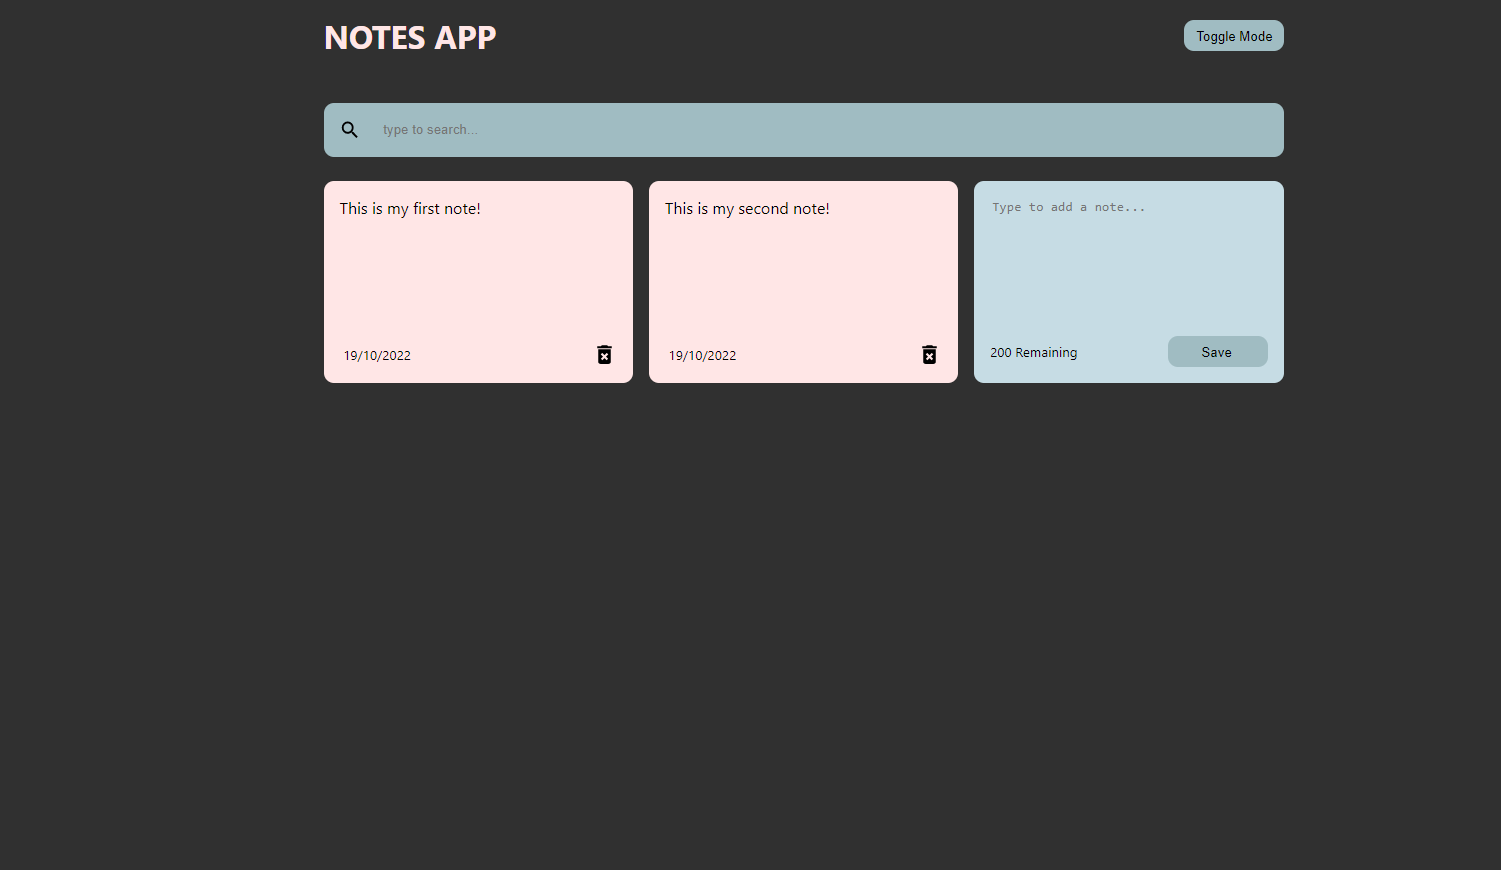 NOTES APP
Toggle Mode
type to search...
This is my first note!
19/10/2022
This is my second note!
19/10/2022
Type to add a note...
200 Remaining
Save